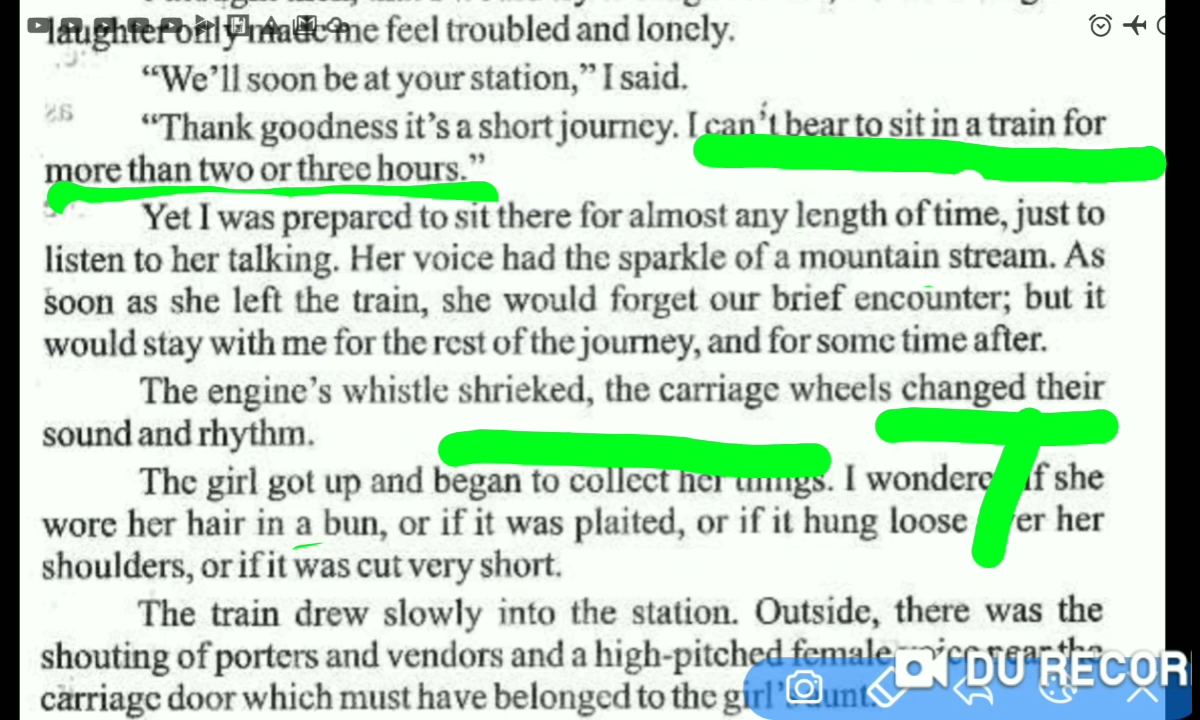 laughter only made me feel troubled and lonely.
“We’ll soon be at your station,” I said.
“Thank goodness it’s a short journey. I can’t bear to sit in a train for
more than two or three hours.”
Yet I was prepared to sit there for almost any length of time, just to
listen to her talking. Her voice had the sparkle of a mountain stream. As
soon as she left the train, she would forget our brief encounter; but it
would stay with me for the rest of the journey, and for some time after.
The engine’s whistle shrieked, the carriage wheels changed their
sound and rhythm.
The girl got up and began to collect her things. I wondered if she
wore her hair in a bun, or if it was plaited, or if it hung loose over her
shoulders, or if it was cut very short.
The train drew slowly into the station. Outside, there was the
shouting of porters and vendors and a high-pitched female voice near the
carriage door which must have belonged to the girl’s aunt.
DU RECOR